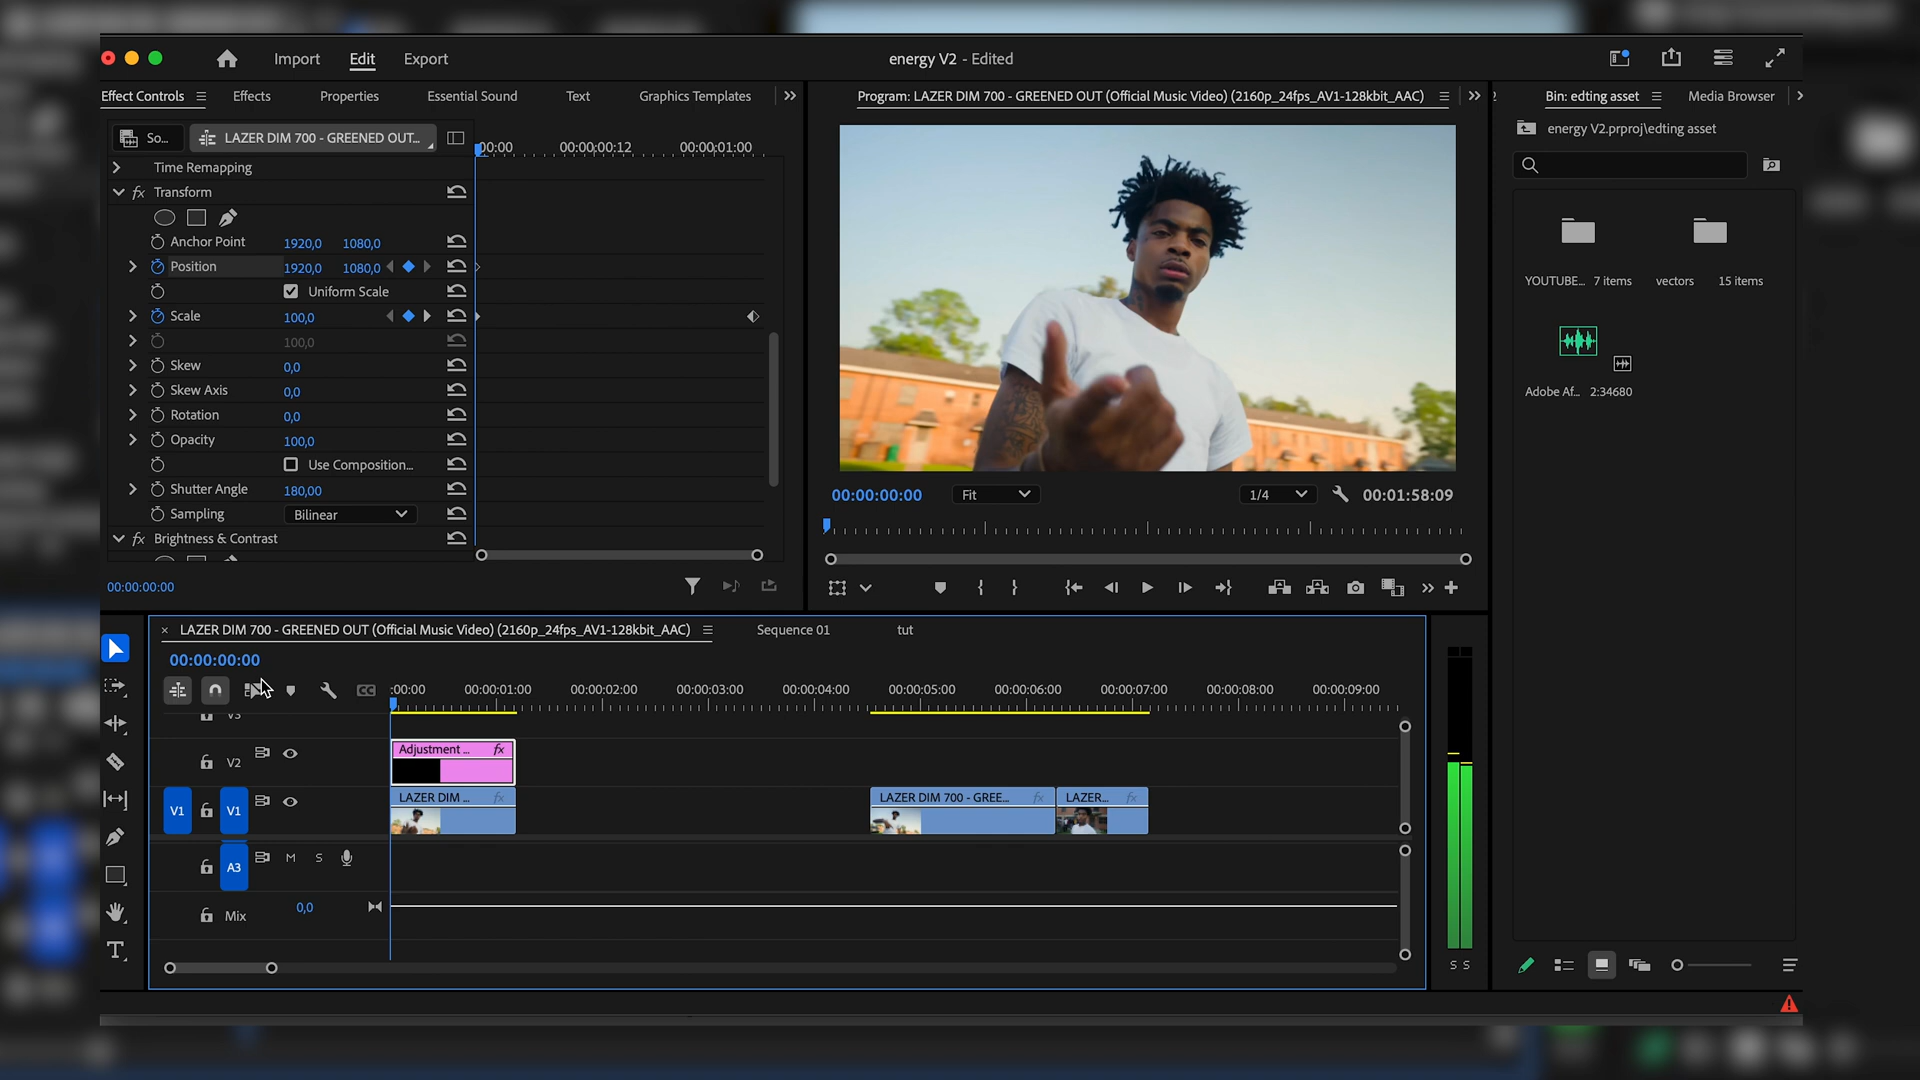 Import Edit Export energy V2 - Edited
Effect Controls Effects Properties Essential Sound Text Graphics Templates
Program: LAZER DIM 700 - GREENED OUT (Official Music Video) (2160p_24fps_AV1-128kbit_AAC)
Bin: edting asset Media Browser
energy V2.prproj\edting asset
So... LAZER DIM 700 - GREENED OUT...
00:00 00:00:00:12 00:00:01:00
Time Remapping
fx Transform
Anchor Point 1920,0 1080,0
Position 1920,0 1080,0
Uniform Scale
Scale 100,0
100,0
Skew 0,0
Skew Axis 0,0
Rotation 0,0
Opacity 100,0
Use Composition...
Shutter Angle 180,00
Sampling Bilinear
fx Brightness & Contrast
00:00:00:00
00:00:00:00 Fit 1/4 00:01:58:09
YOUTUBE... 7 items vectors 15 items
Adobe Af... 2:34680
LAZER DIM 700 - GREENED OUT (Official Music Video) (2160p_24fps_AV1-128kbit_AAC) Sequence 01 tut
00:00:00:00
CC
:00:00 00:00:01:00 00:00:02:00 00:00:03:00 00:00:04:00 00:00:05:00 00:00:06:00 00:00:07:00 00:00:08:00 00:00:09:00
V3
V2 Adjustment ... fx
V1 V1 LAZER DIM ... fx LAZER DIM 700 - GREE... fx LAZER... fx
A3 M S
Mix 0,0
S S